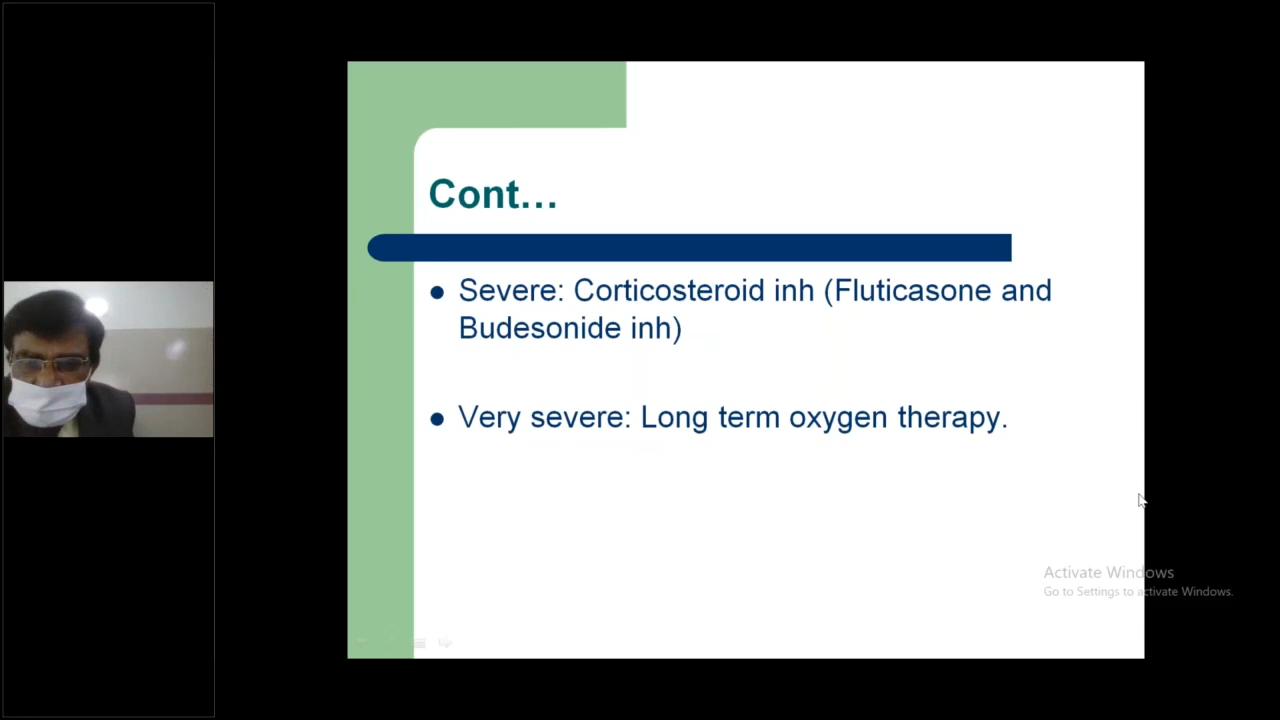 Cont...
● Severe: Corticosteroid inh (Fluticasone and
Budesonide inh)
● Very severe: Long term oxygen therapy.
Activate Windows
Go to Settings to activate Windows.